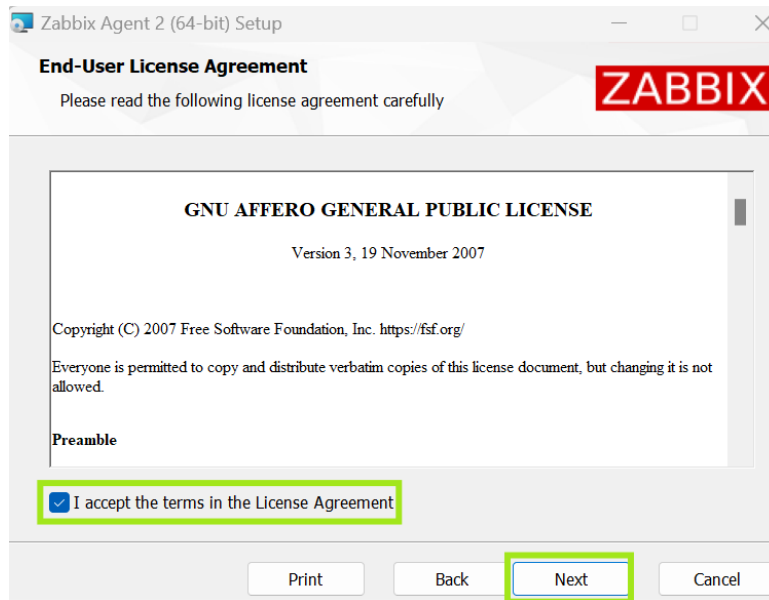 Zabbix Agent 2 (64-bit) Setup
End-User License Agreement
Please read the following license agreement carefully
ZABBIX
GNU AFFERO GENERAL PUBLIC LICENSE
Version 3, 19 November 2007
Copyright (C) 2007 Free Software Foundation, Inc. https://fsf.org/
Everyone is permitted to copy and distribute verbatim copies of this license document, but changing it is not
allowed.
Preamble
I accept the terms in the License Agreement
Print Back Next Cancel